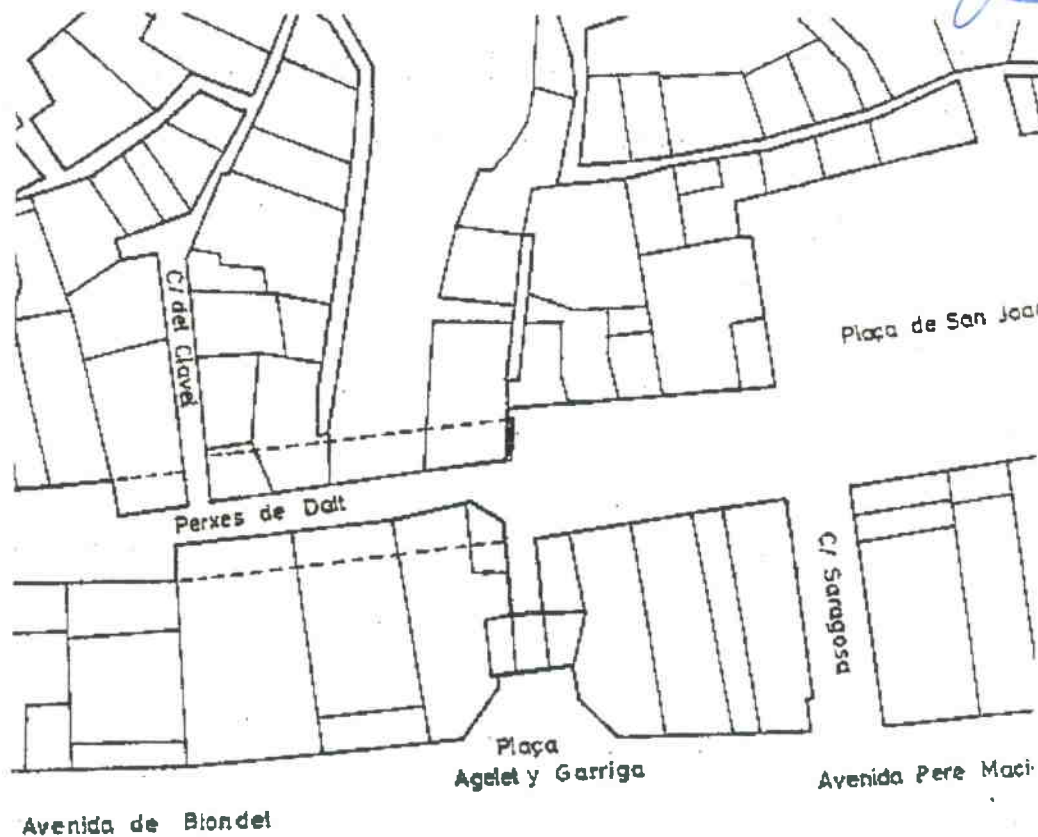 C/ del Clavel
Plaça de San Joan
Perxes de Dalt
C/ Saragosa
Plaça
Agelet y Garriga
Avenida Pere Maci
Avenida de Blondel